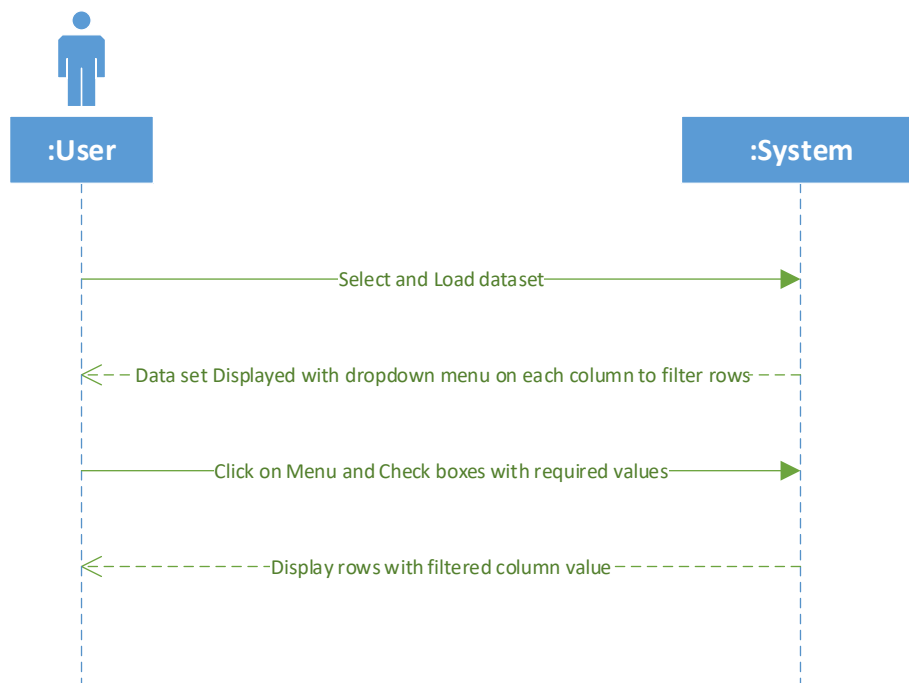 :User
:System
Select and Load dataset
Data set Displayed with dropdown menu on each column to filter rows
Click on Menu and Check boxes with required values
Display rows with filtered column value